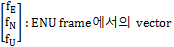 [f_E
f_N
f_U] : ENU frame에서의 vector